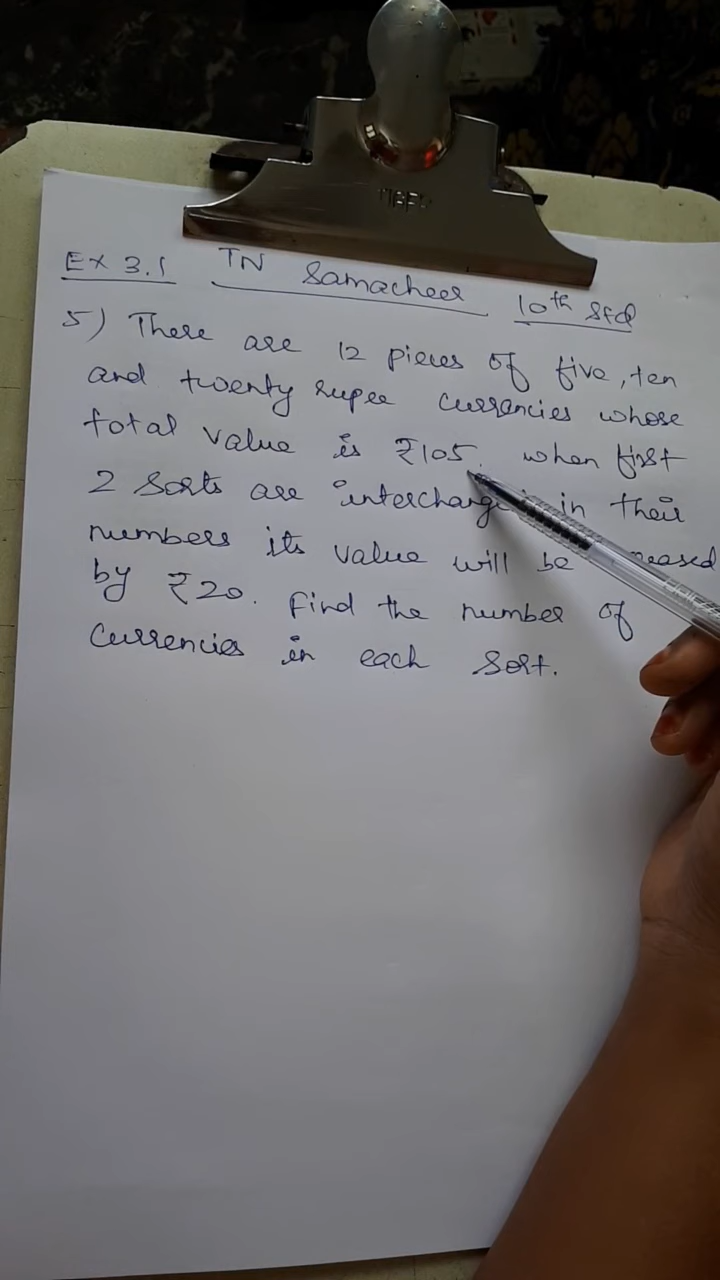 Ex 3.1 TN Samacheer 10th Std
5) There are 12 pieces of five, ten
and twenty rupee currencies whose
total value is ₹105. when first
2 Sorts are in their
numbers its value will be
by ₹20. Find the number of
Currencies in each Sort.